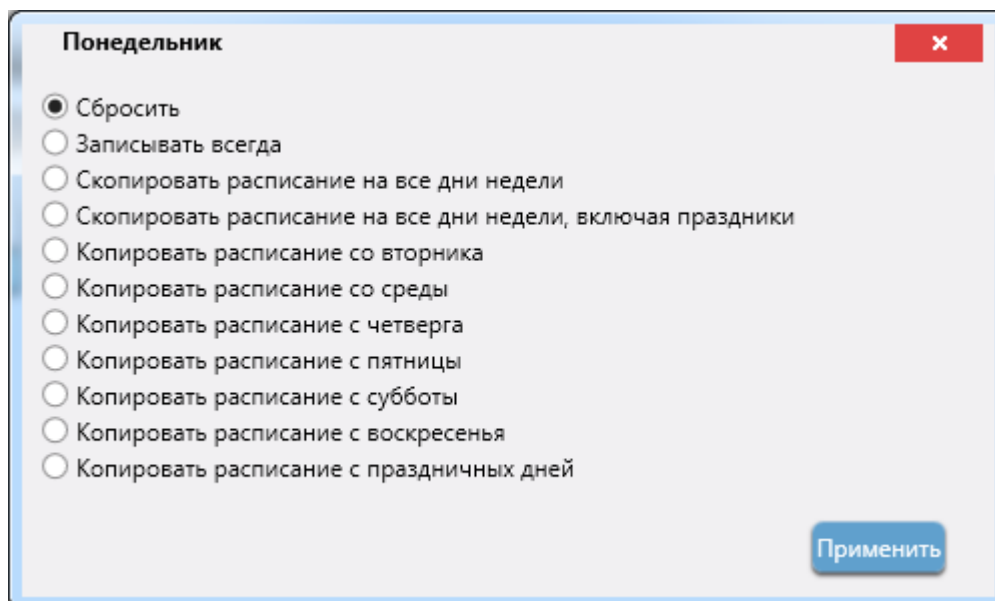 Понедельник
Сбросить
Записывать всегда
Скопировать расписание на все дни недели
Скопировать расписание на все дни недели, включая праздники
Копировать расписание со вторника
Копировать расписание со среды
Копировать расписание с четверга
Копировать расписание с пятницы
Копировать расписание с субботы
Копировать расписание с воскресенья
Копировать расписание с праздничных дней
Применить